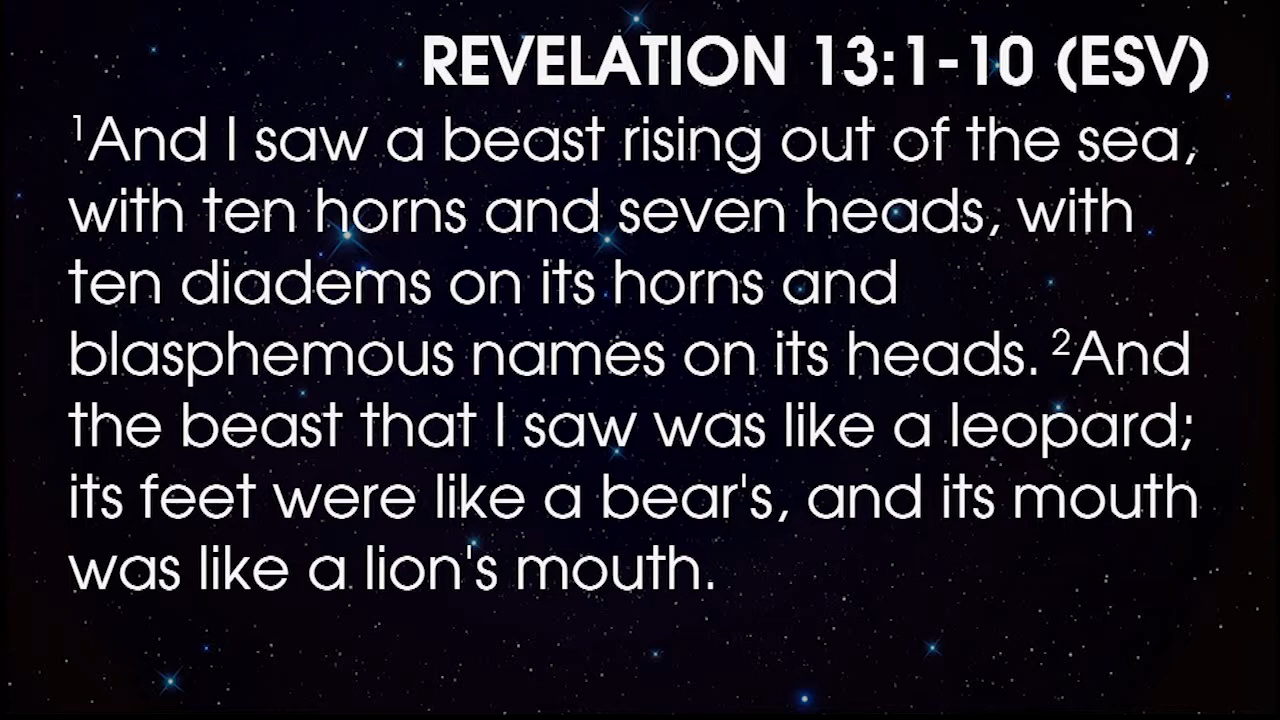 REVELATION 13:1-10 (ESV)
¹And I saw a beast rising out of the sea,
with ten horns and seven heads, with
ten diadems on its horns and
blasphemous names on its heads. ²And
the beast that I saw was like a leopard;
its feet were like a bear's, and its mouth
was like a lion's mouth.